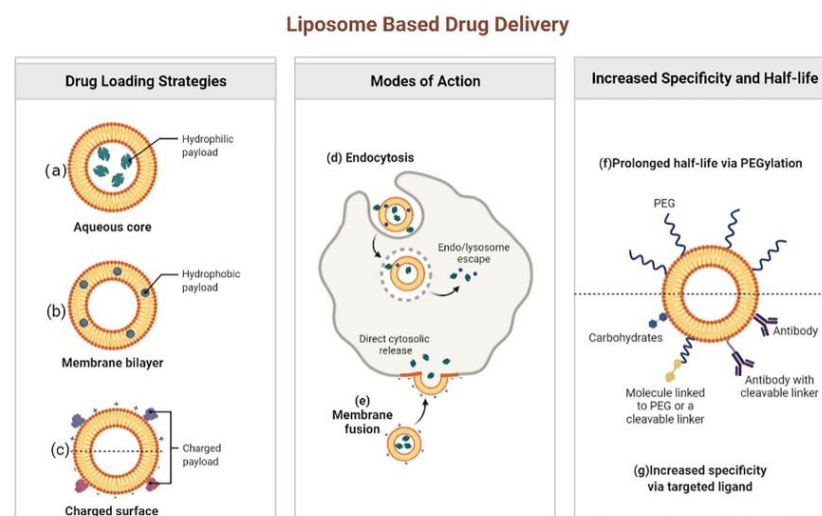 Liposome Based Drug Delivery
Drug Loading Strategies
(a)
Hydrophilic
payload
Aqueous core
(b)
Hydrophobic
payload
Membrane bilayer
(c)
Charged
payload
Charged surface
Modes of Action
(d) Endocytosis
Endo/lysosome
escape
Direct cytosolic
release
(e)
Membrane
fusion
Increased Specificity and Half-life
(f)Prolonged half-life via PEGylation
PEG
Carbohydrates
Antibody
Molecule linked
to PEG or a
cleavable linker
Antibody with
cleavable linker
(g)Increased specificity
via targeted ligand